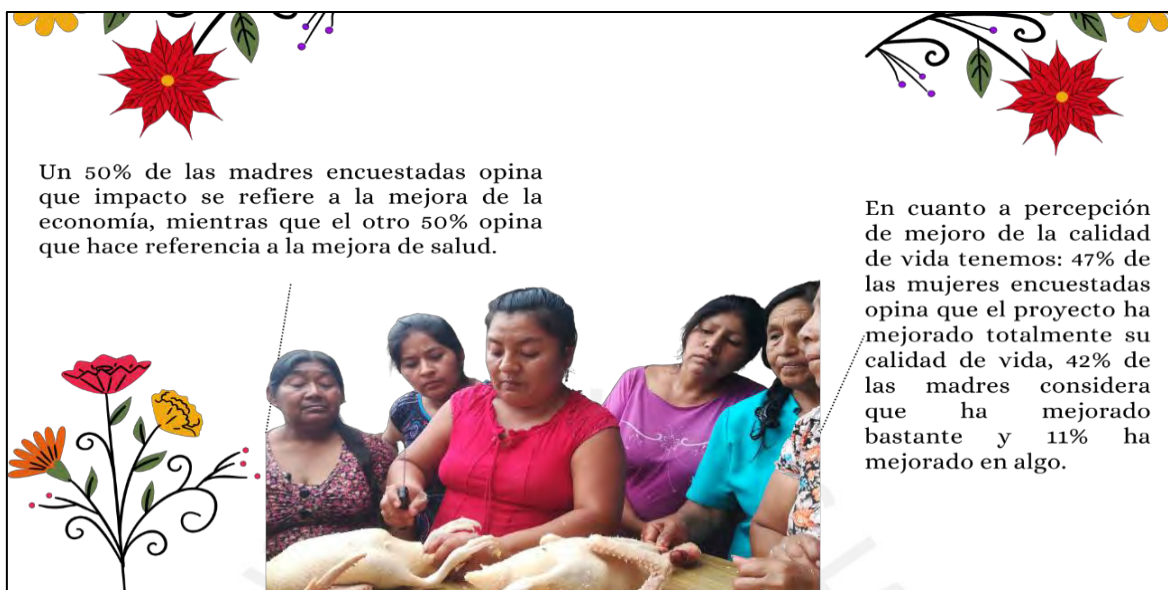 Un 50% de las madres encuestadas opina
que impacto se refiere a la mejora de la
economía, mientras que el otro 50% opina
que hace referencia a la mejora de salud.
En cuanto a percepción
de mejoro de la calidad
de vida tenemos: 47% de
las mujeres encuestadas
opina que el proyecto ha
mejorado totalmente su
calidad de vida, 42% de
las madres considera
que ha mejorado
bastante y 11% ha
mejorado en algo.